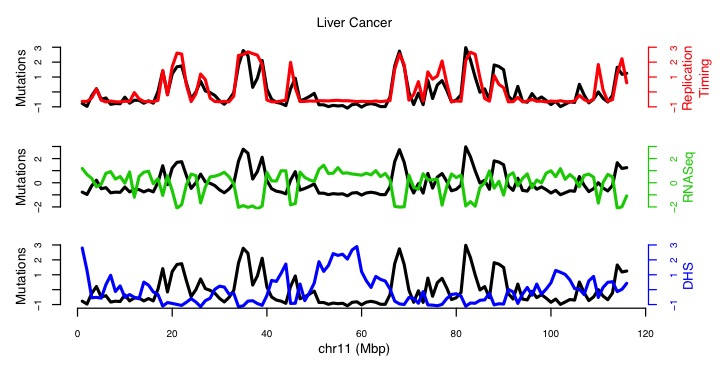 Liver Cancer
Mutations
−1 1 2 3
−1 1 2 3
Replication
Timing
Mutations
−2 0 2
−2 0 2
RNASeq
Mutations
−1 1 2 3
−1 1 2 3
DHS
0 20 40 60 80 100 120
chr11 (Mbp)